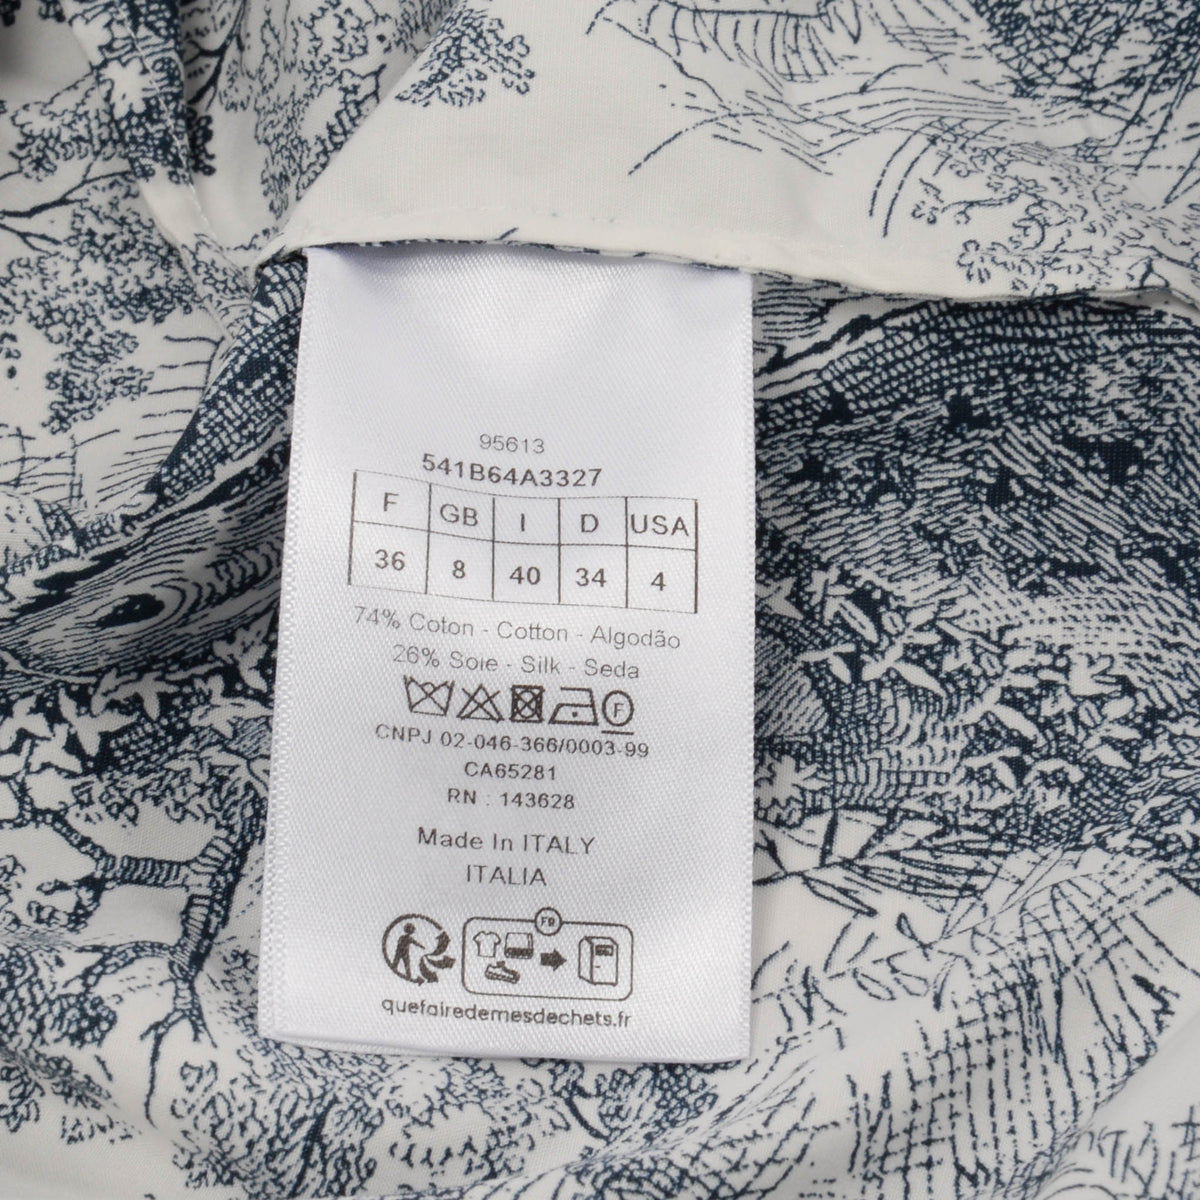 95613
541B64A3327
F GB I D USA
36 8 40 34 4
74% Coton - Cotton - Algodão
26% Soie - Silk - Seda
F
CNPJ 02-046-366/0003-99
CA65281
RN : 143628
Made In ITALY
ITALIA
FR
quefairedemesdechets.fr